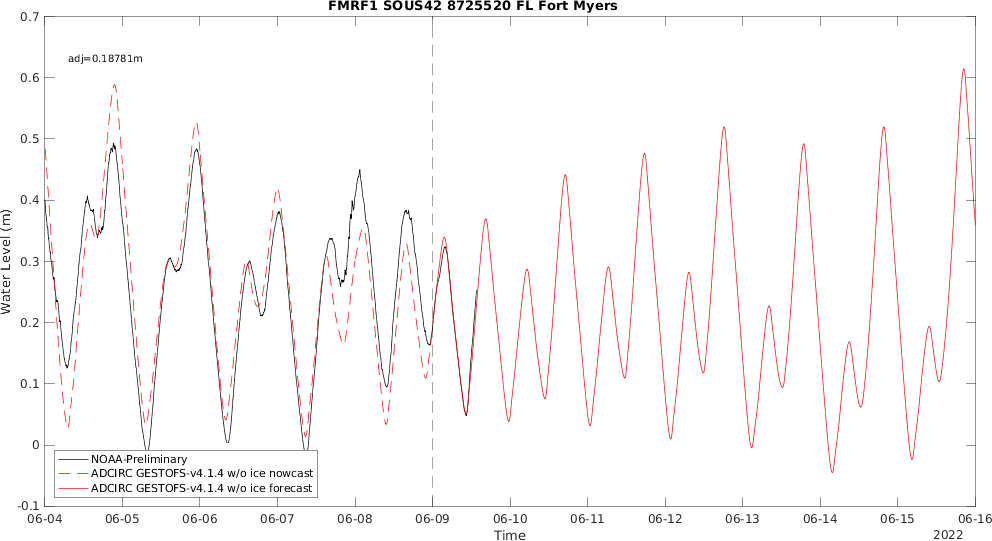 FMRF1 SOUS42 8725520 FL Fort Myers
0.7
adj=0.18781m
0.6
0.5
0.4
0.3
0.2
0.1
0
-0.1
Water Level (m)
NOAA-Preliminary
ADCIRC GESTOFS-v4.1.4 w/o ice nowcast
ADCIRC GESTOFS-v4.1.4 w/o ice forecast
06-04 06-05 06-06 06-07 06-08 06-09 06-10 06-11 06-12 06-13 06-14 06-15 06-16
Time
2022